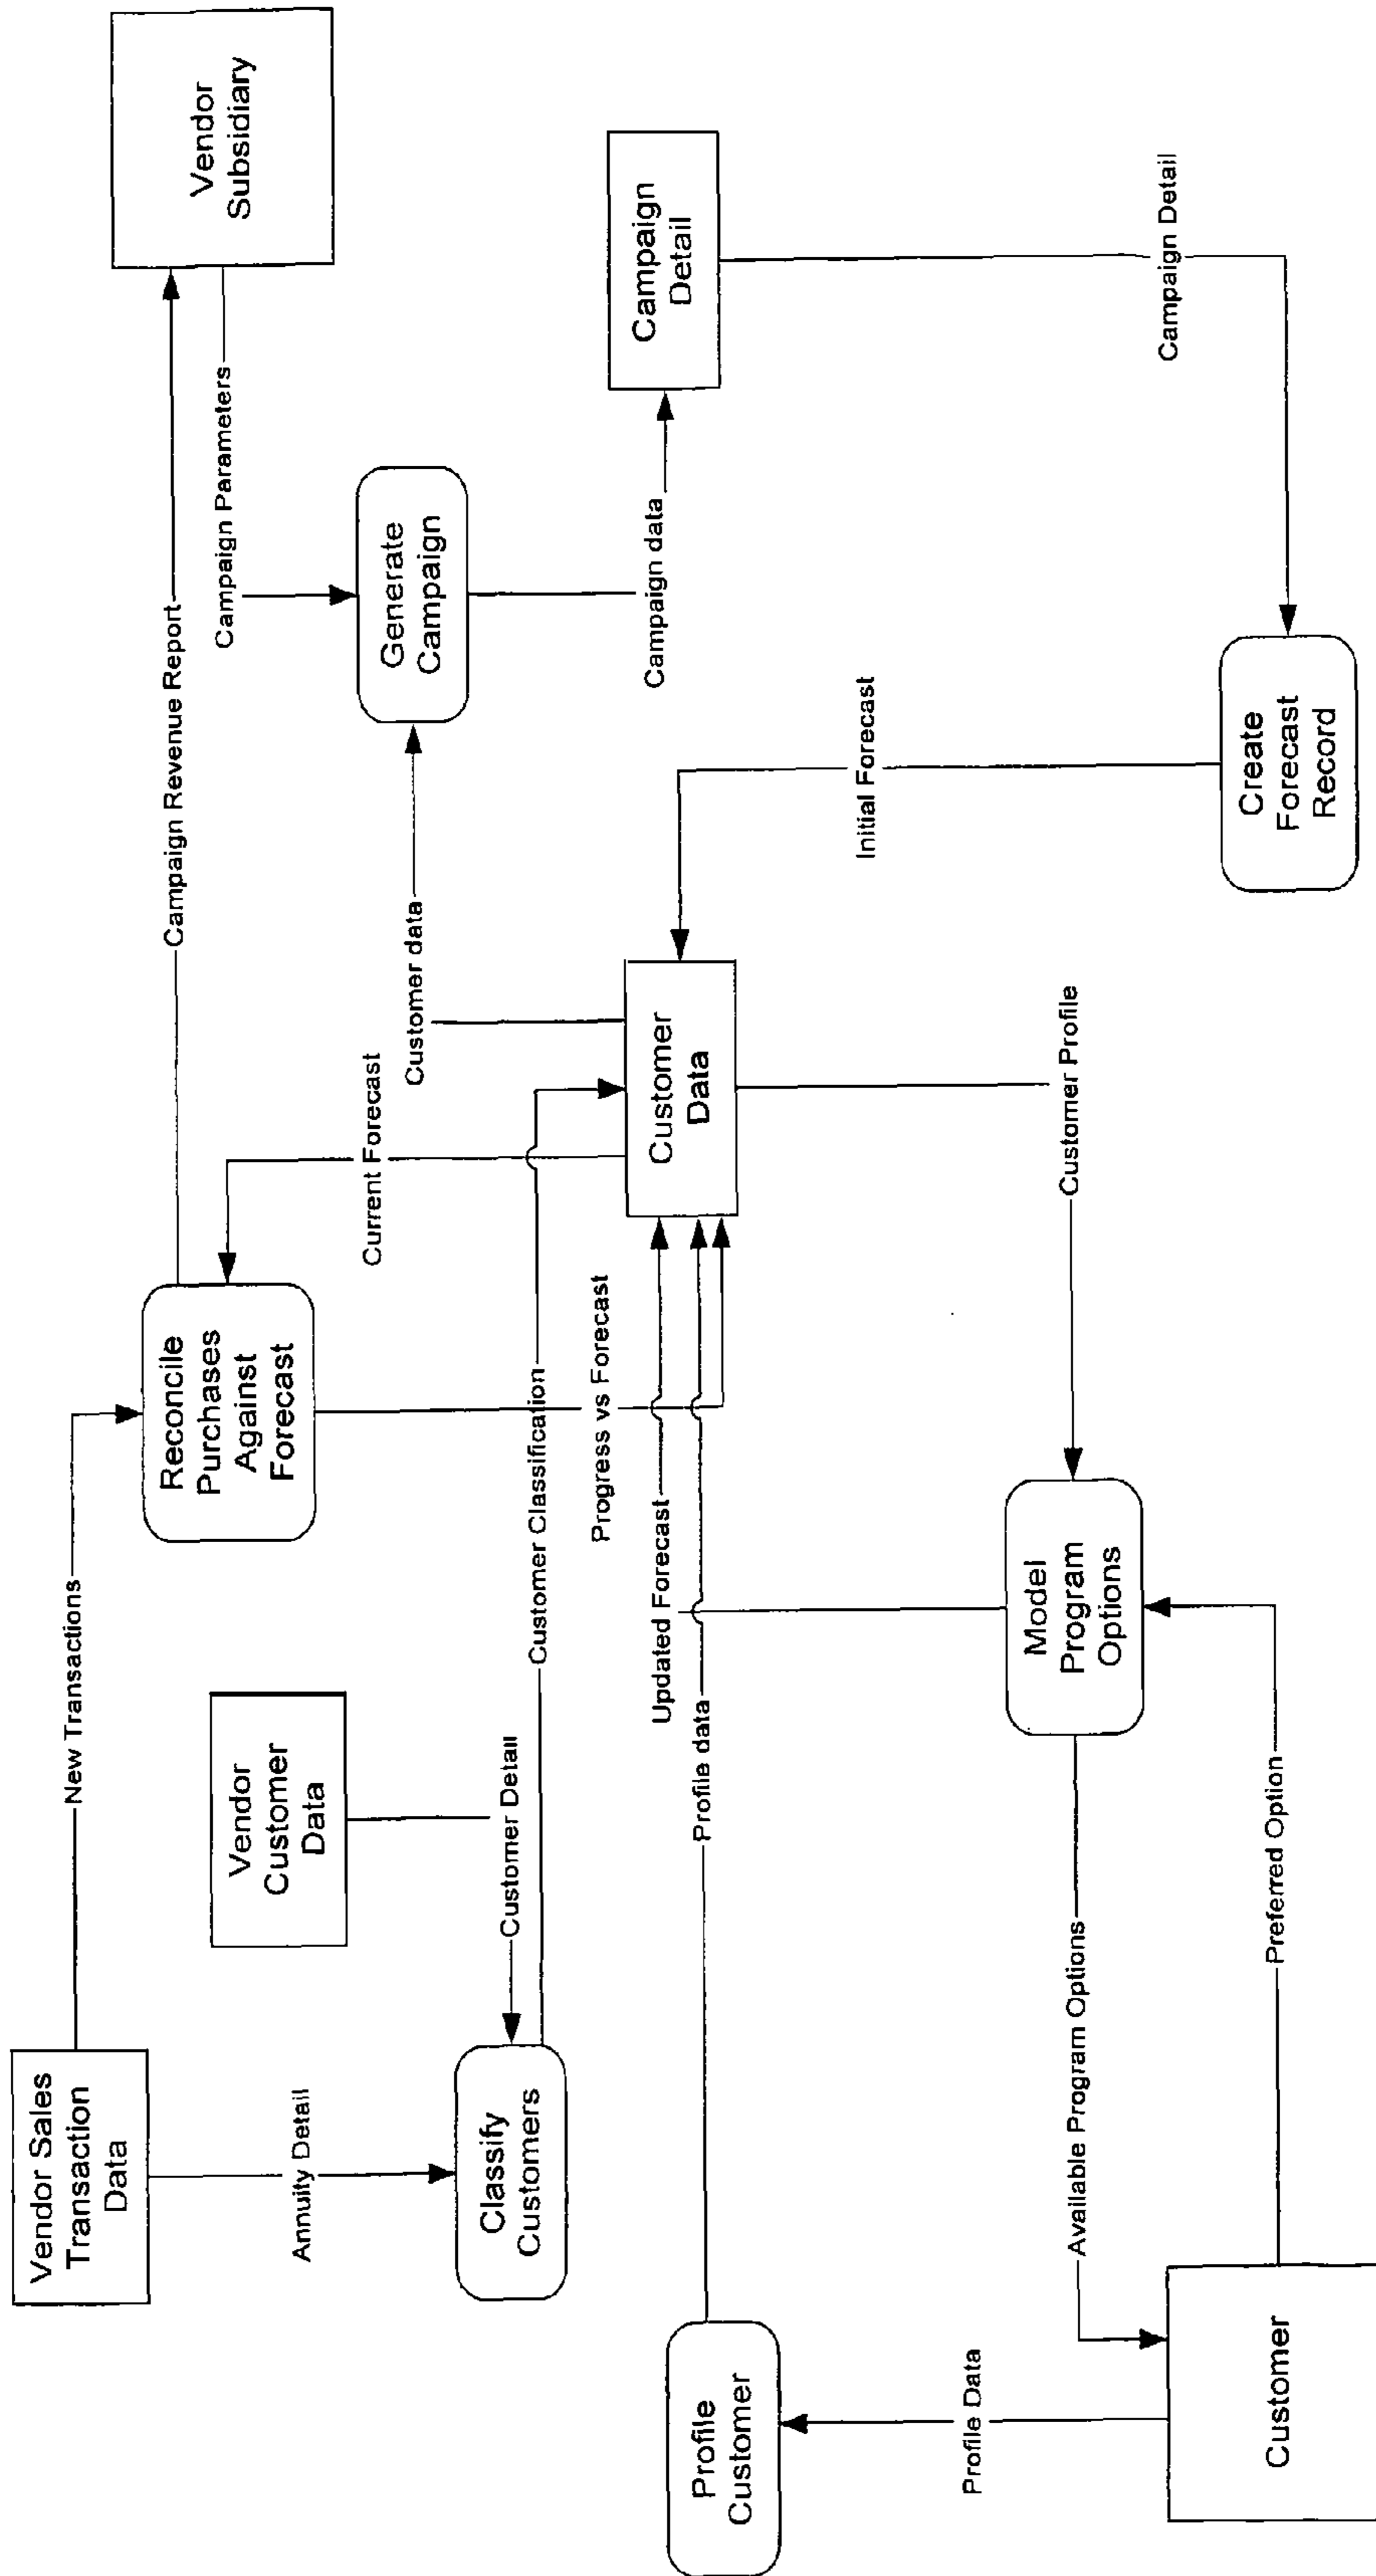 Vendor Sales
Transaction
Data
New Transactions
Reconcile
Purchases
Against
Forecast
Campaign Revenue Report
Vendor
Subsidiary
Campaign Parameters
Vendor
Customer
Data
Annuity Detail
Current Forecast
Generate
Campaign
Customer data
Classify
Customers
Customer Detail
Customer Classification
Progress vs Forecast
Campaign
Detail
Campaign data
Customer
Data
Updated Forecast
Profile data
Profile
Customer
Initial Forecast
Profile Data
Model
Program
Options
Customer Profile
Available Program Options
Campaign Detail
Create
Forecast
Record
Preferred Option
Customer